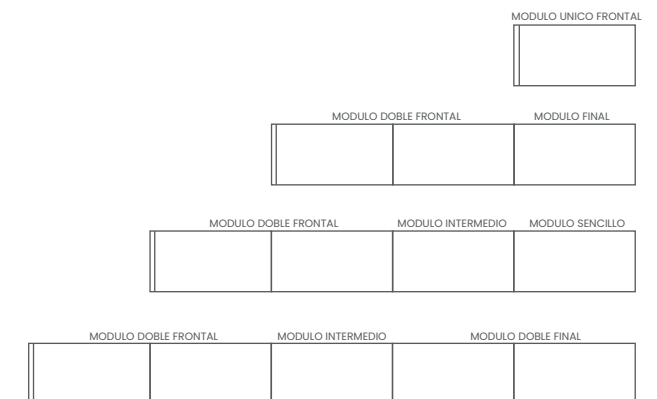 MODULO UNICO FRONTAL
MODULO DOBLE FRONTAL MODULO FINAL
MODULO DOBLE FRONTAL MODULO INTERMEDIO MODULO SENCILLO
MODULO DOBLE FRONTAL MODULO INTERMEDIO MODULO DOBLE FINAL